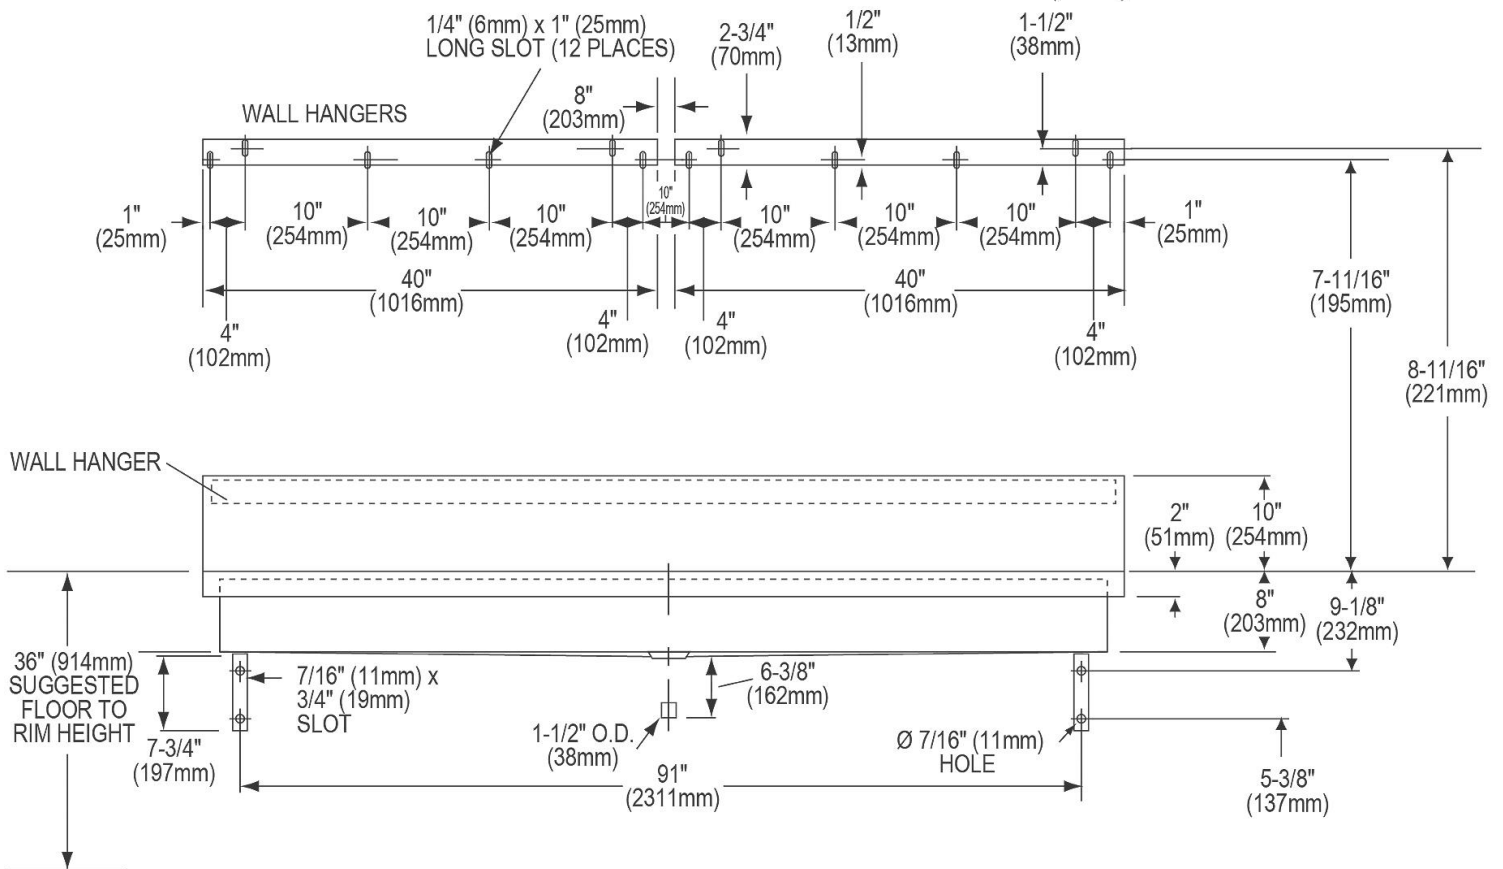 1/4" (6mm) x 1" (25mm)
LONG SLOT (12 PLACES)
2-3/4"
(70mm)
1/2"
(13mm)
1-1/2"
(38mm)
8"
(203mm)
WALL HANGERS
1"
(25mm)
10"
(254mm)
10"
(254mm)
10"
(254mm)
10"
(254mm)
10"
(254mm)
10"
(254mm)
10"
(254mm)
1"
(25mm)
40"
(1016mm)
40"
(1016mm)
7-11/16"
(195mm)
4"
(102mm)
4"
(102mm)
4"
(102mm)
4"
(102mm)
8-11/16"
(221mm)
WALL HANGER
2"
(51mm)
10"
(254mm)
8"
(203mm)
9-1/8"
(232mm)
36" (914mm)
SUGGESTED
FLOOR TO
RIM HEIGHT
7/16" (11mm) x
3/4" (19mm)
SLOT
6-3/8"
(162mm)
7-3/4"
(197mm)
1-1/2" O.D.
(38mm)
Ø 7/16" (11mm)
HOLE
91"
(2311mm)
5-3/8"
(137mm)